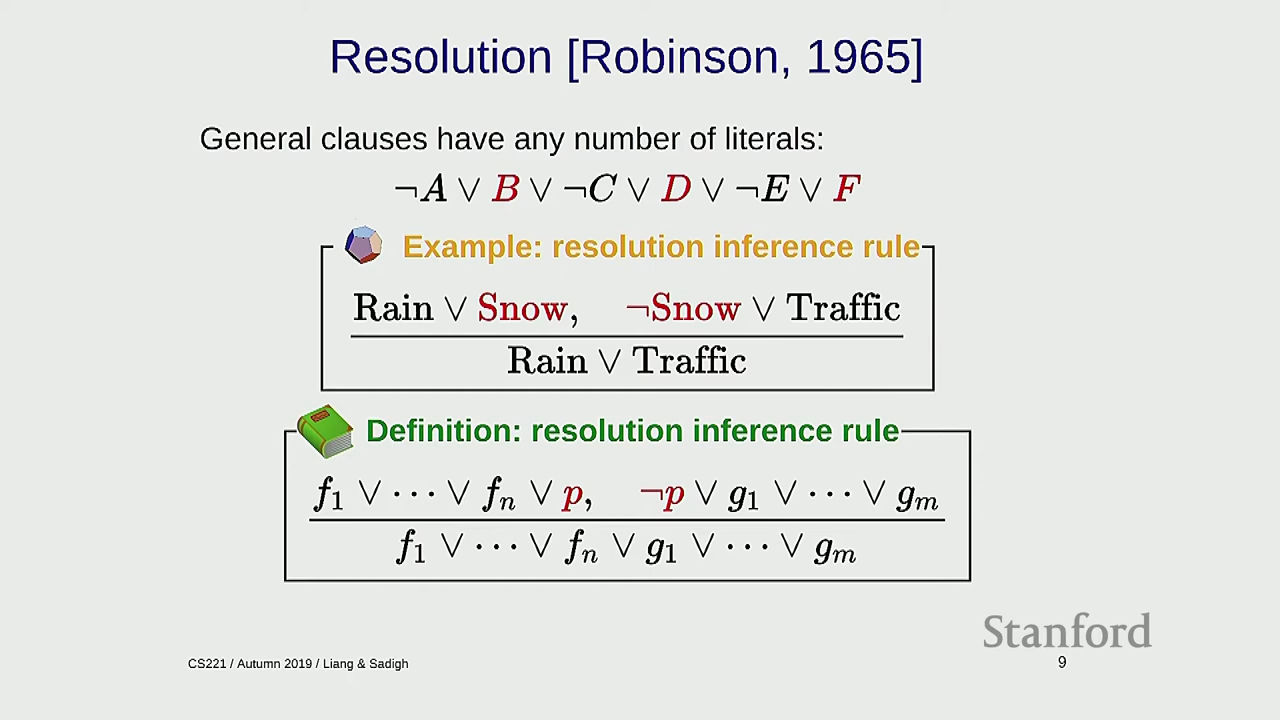 Resolution [Robinson, 1965]
General clauses have any number of literals:
¬A ∨ B ∨ ¬C ∨ D ∨ ¬E ∨ F
Example: resolution inference rule
Rain ∨ Snow, ¬Snow ∨ Traffic
Rain ∨ Traffic
Definition: resolution inference rule
f₁ ∨ ··· ∨ fₙ ∨ p, ¬p ∨ g₁ ∨ ··· ∨ gₘ
f₁ ∨ ··· ∨ fₙ ∨ g₁ ∨ ··· ∨ gₘ
Stanford
CS221 / Autumn 2019 / Liang & Sadigh
9